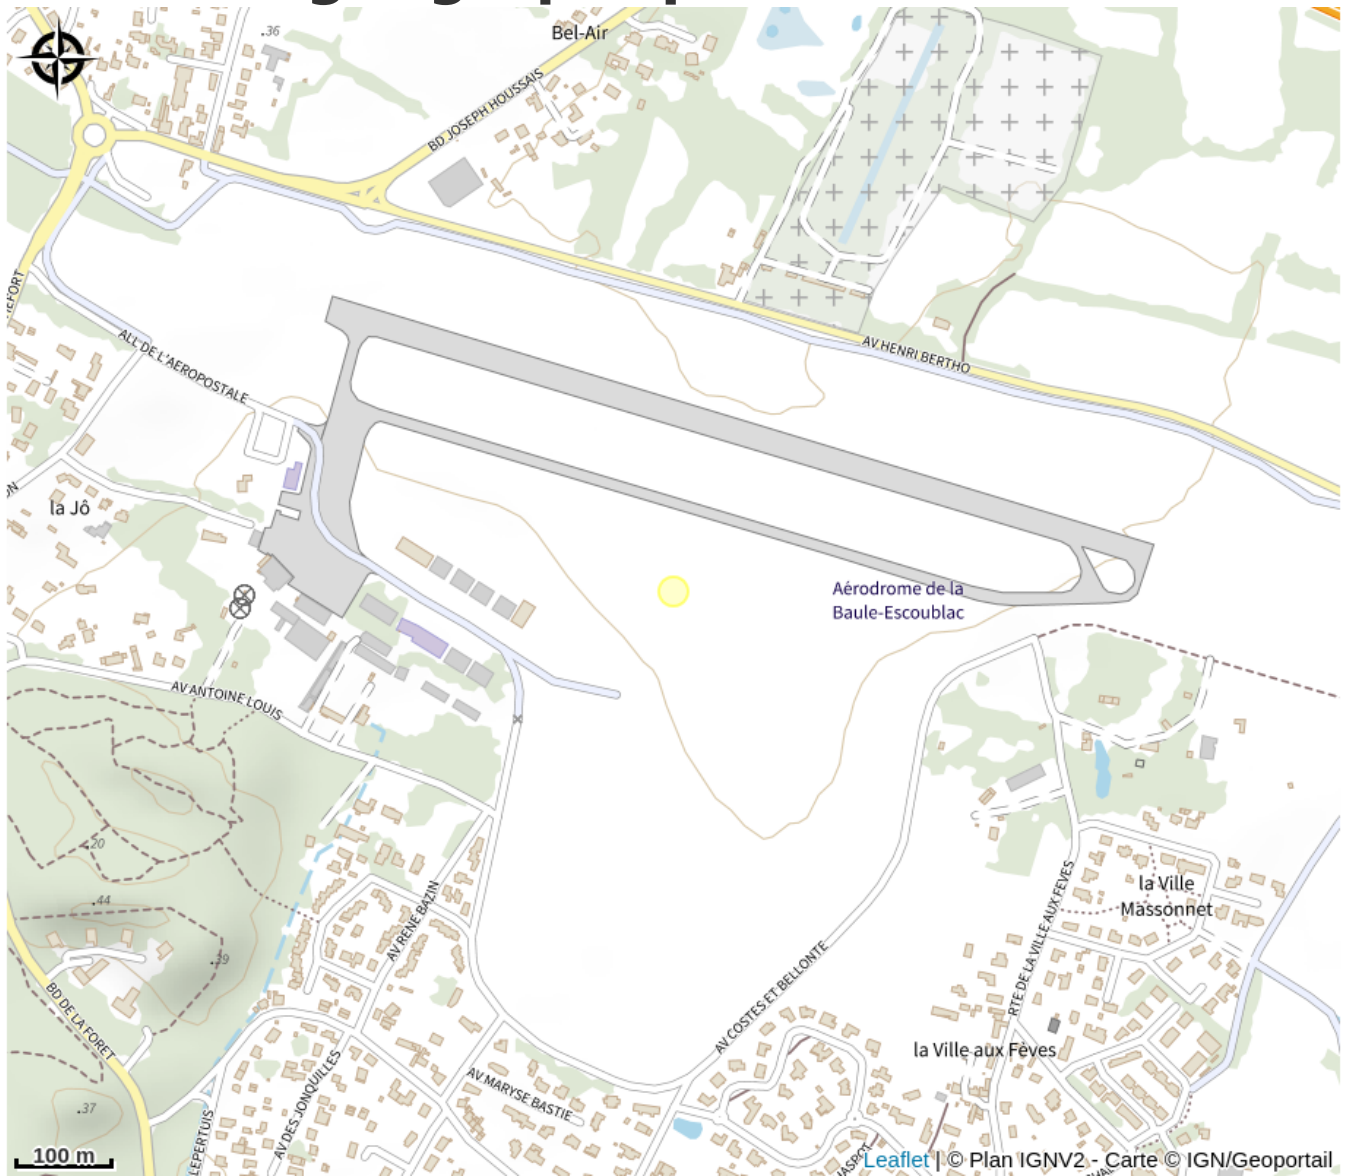 .36
Bel-Air
BD JOSEPH HOUSSAIS
AV HENRI BERTHO
ALL DE L'AEROPOSTALE
la Jô
Aérodrome de la
Baule-Escoublac
AV ANTOINE LOUIS
.20
.44
.39
AV RENE BAZIN
la Ville
Massonnet
RTE DE LA VILLE AUX FEVES
AV COSTES ET BELLONTE
BD DE LA FORET
la Ville aux Fèves
AV MARYSE BASTIE
AV DES JONQUILLES
.37
LEPERTUIS
100 m
Leaflet | © Plan IGNV2 - Carte © IGN/Geoportail